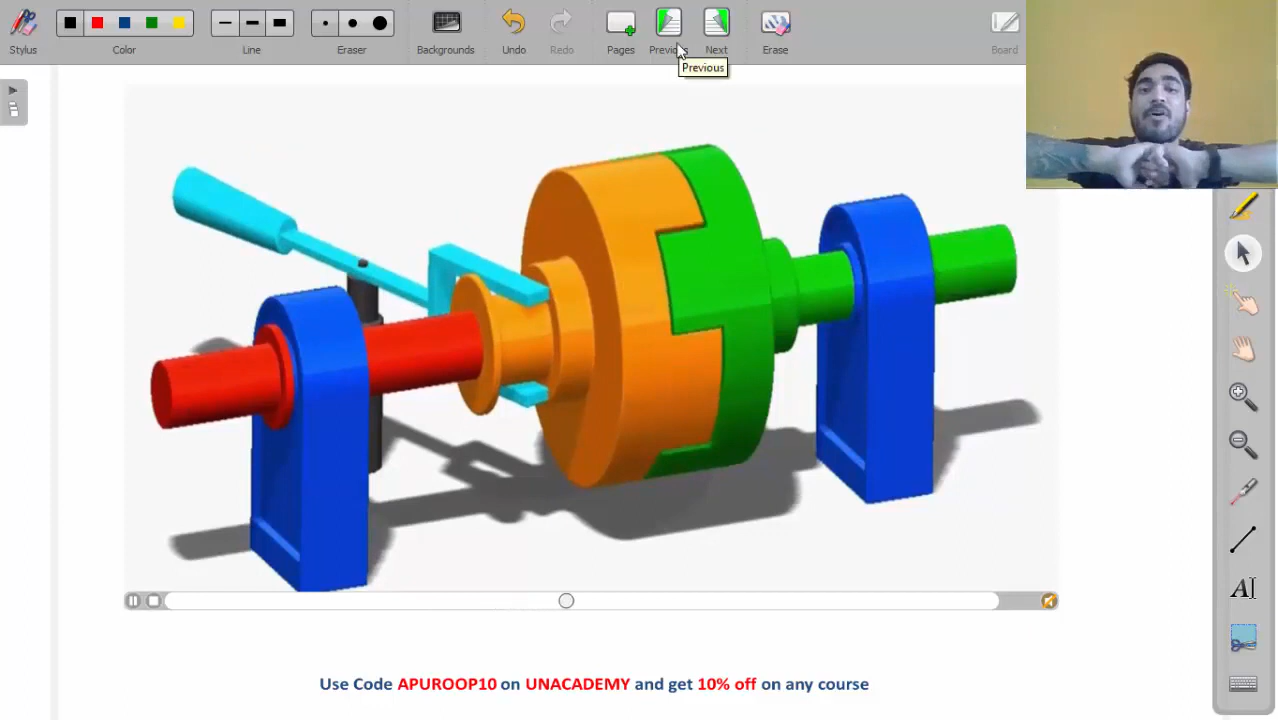 Stylus
Color
Line
Eraser
Backgrounds
Undo
Redo
Pages
Previous
Next
Erase
Board
Previous
A
Use Code APUROOP10 on UNACADEMY and get 10% off on any course